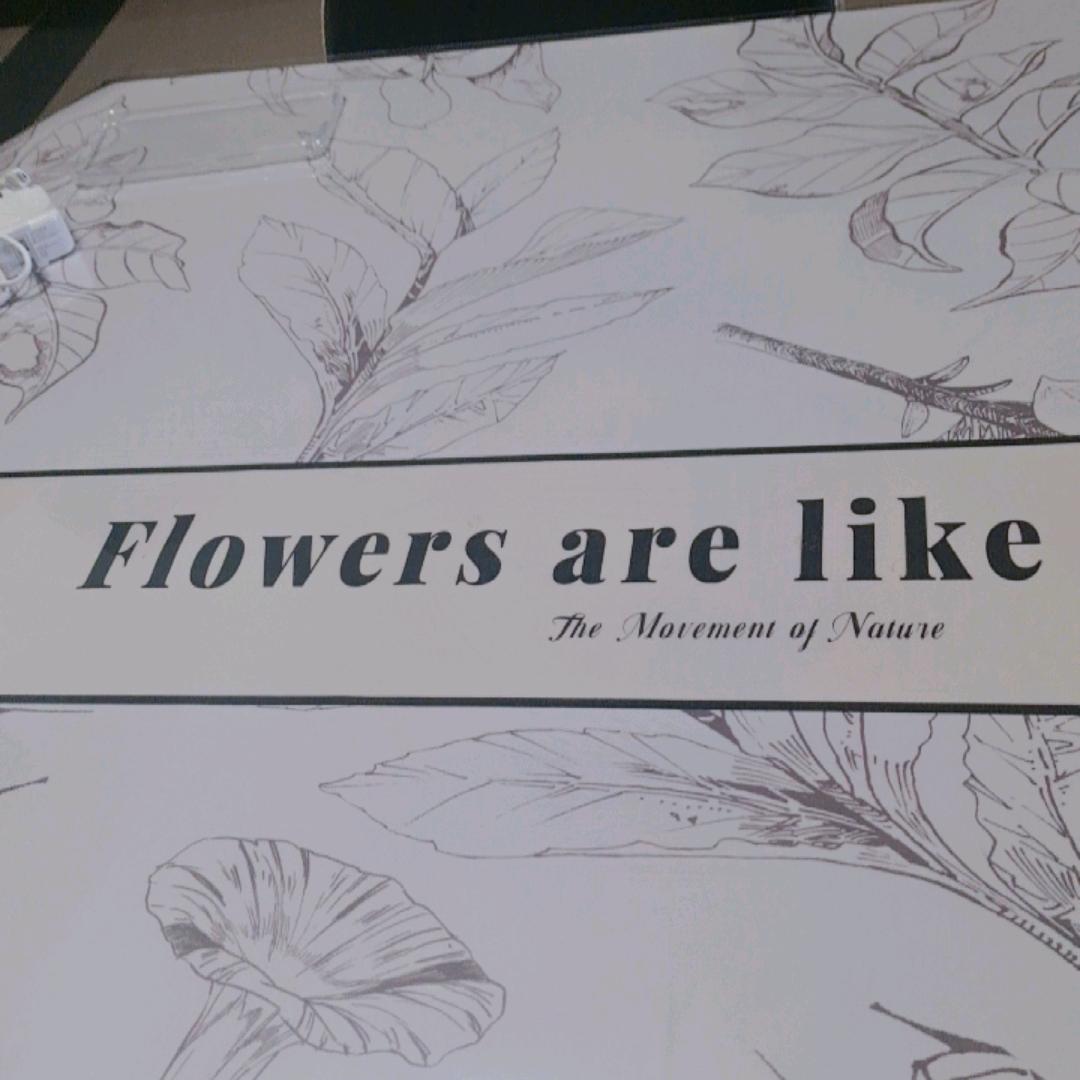 Flowers are like
The Movement of Nature